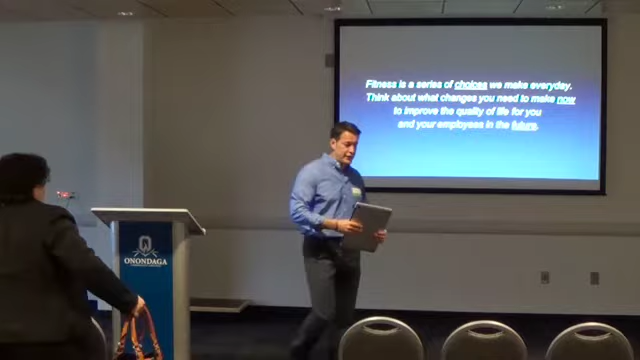 Fitness is a series of choices we make everyday.
Think about what changes you need to make now
to improve the quality of life for you
and your employees in the future.
ONONDAGA